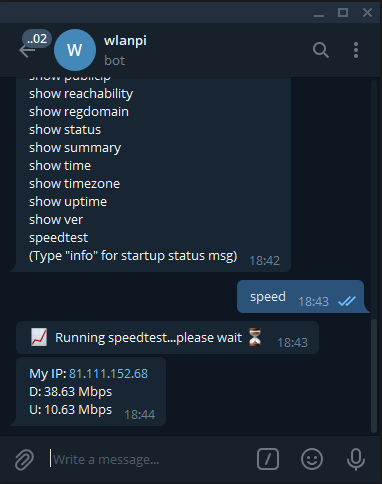 ..02
W
wlanpi
bot
show publicip
show reachability
show regdomain
show status
show summary
show time
show timezone
show uptime
show ver
speedtest
(Type "info" for startup status msg) 18:42
speed 18:43
Running speedtest...please wait 18:43
My IP: 81.111.152.68
D: 38.63 Mbps
U: 10.63 Mbps 18:44
Write a message...